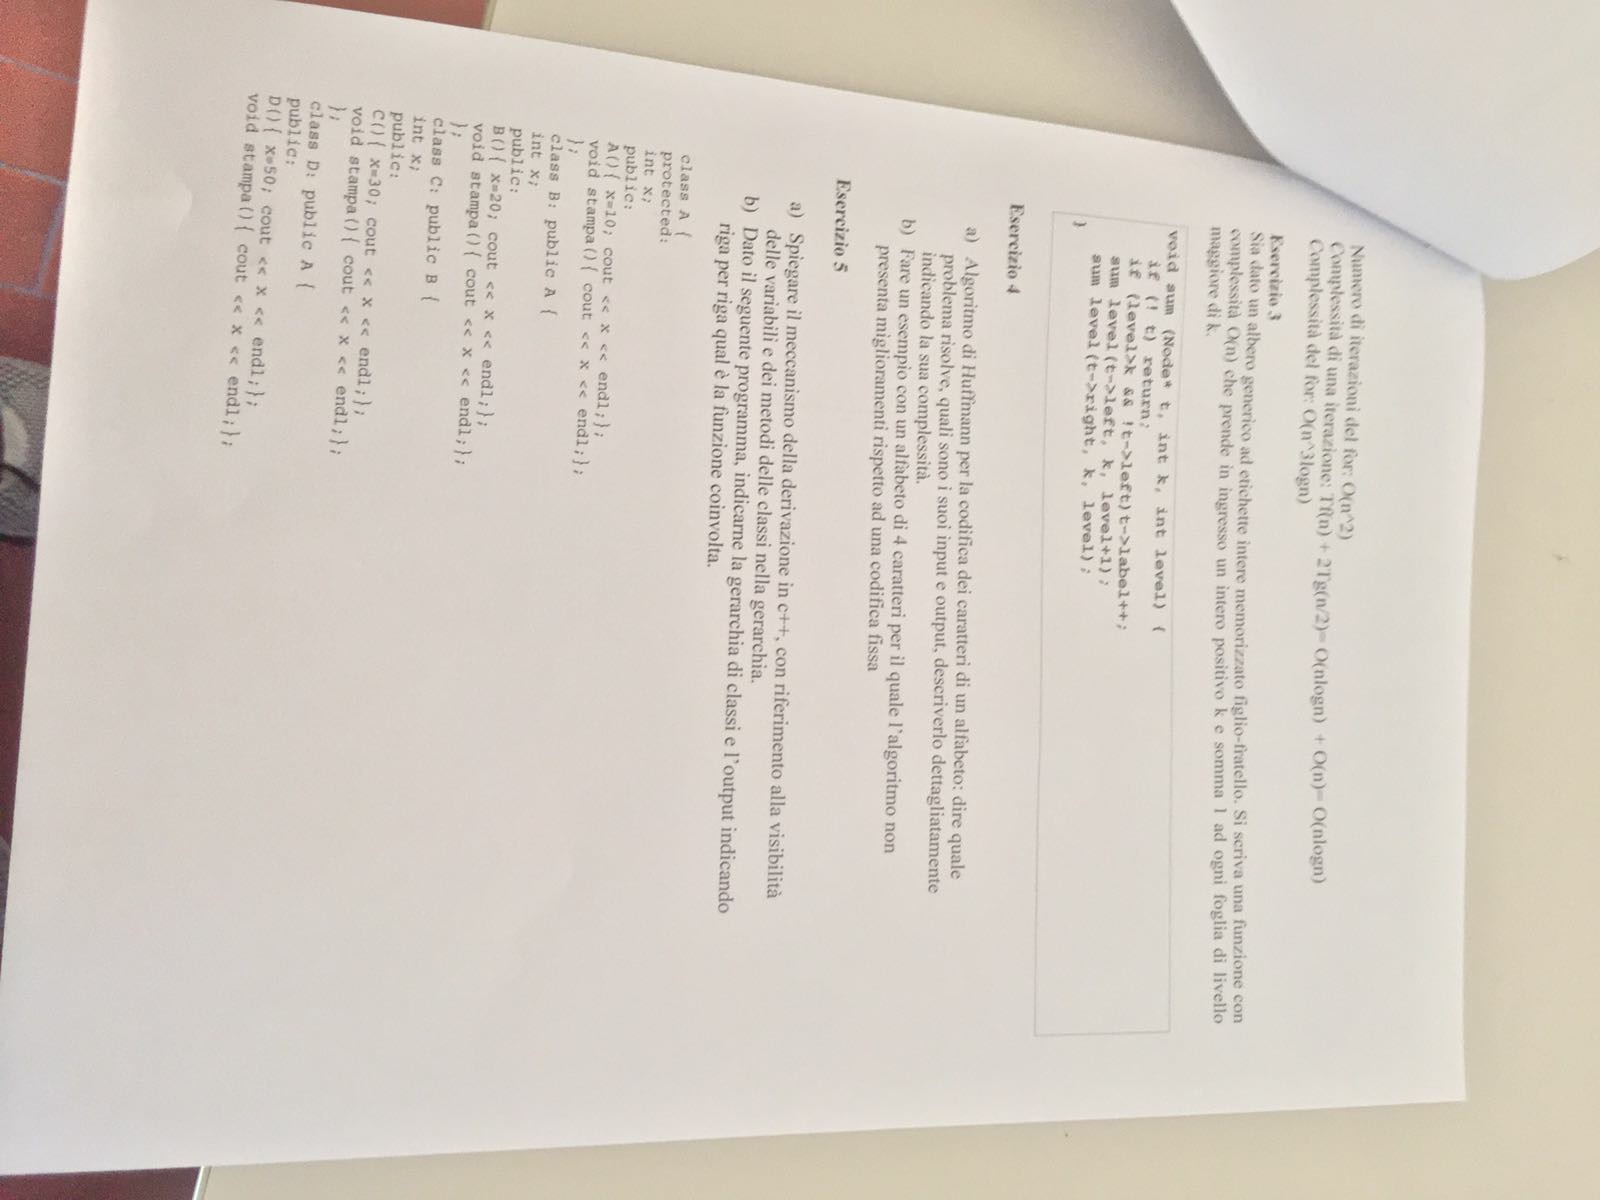 Numero di iterazioni del for: O(n^2)
Complessità di una iterazione: Tf(n) + 2Tg(n/2)= O(nlogn) + O(n)= O(nlogn)
Complessità del for: O(n^3logn)
Esercizio 3
Sia dato un albero generico ad etichette intere memorizzato figlio-fratello. Si scriva una funzione con
complessità O(n) che prende in ingresso un intero positivo k e somma 1 ad ogni foglia di livello
maggiore di k.
void sum (Node* t, int k, int level) {
if (! t) return;
if (level>k && !t->left)t->label++;
sum level(t->left, k, level+1);
sum level(t->right, k, level);
}
Esercizio 4
a) Algoritmo di Huffmann per la codifica dei caratteri di un alfabeto: dire quale
problema risolve, quali sono i suoi input e output, descriverlo dettagliatamente
indicando la sua complessità.
b) Fare un esempio con un alfabeto di 4 caratteri per il quale l'algoritmo non
presenta miglioramenti rispetto ad una codifica fissa
Esercizio 5
a) Spiegare il meccanismo della derivazione in c++, con riferimento alla visibilità
delle variabili e dei metodi delle classi nella gerarchia.
b) Dato il seguente programma, indicarne la gerarchia di classi e l'output indicando
riga per riga qual è la funzione coinvolta.
class A {
protected:
int x;
public:
A(){ x=10; cout << x << endl;};
void stampa(){ cout << x << endl;};
};
class B: public A {
int x;
public:
B(){ x=20; cout << x << endl;};
void stampa(){ cout << x << endl;};
};
class C: public B {
int x;
public:
C(){ x=30; cout << x << endl;};
void stampa(){ cout << x << endl;};
};
class D: public A {
public:
D(){ x=50; cout << x << endl;};
void stampa(){ cout << x << endl;};